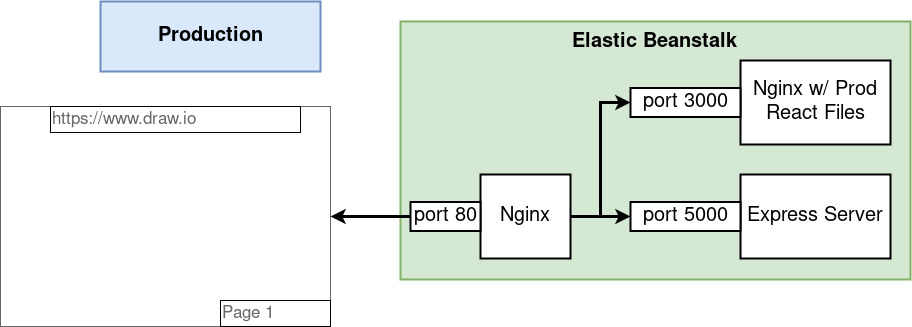 Production
Elastic Beanstalk
https://www.draw.io
port 3000
Nginx w/ Prod
React Files
port 80
Nginx
port 5000
Express Server
Page 1